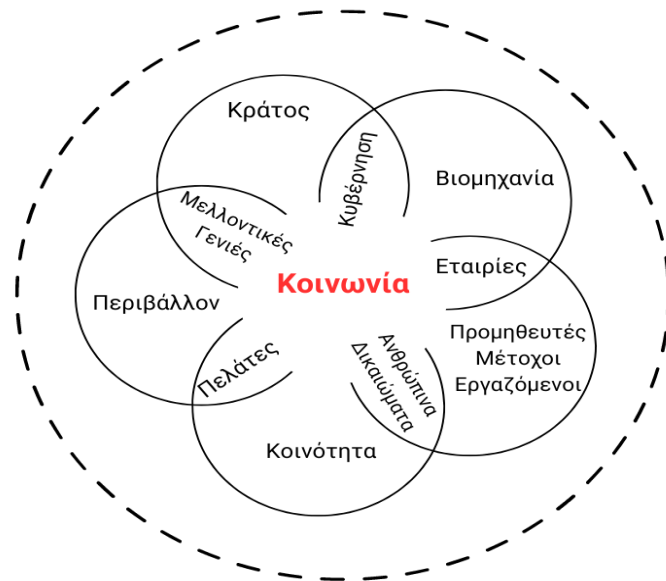 Κράτος
Κυβέρνηση
Βιομηχανία
Μελλοντικές
Γενιές
Εταιρίες
Κοινωνία
Περιβάλλον
Προμηθευτές
Μέτοχοι
Εργαζόμενοι
Πελάτες
Ανθρώπινα
Δικαιώματα
Κοινότητα